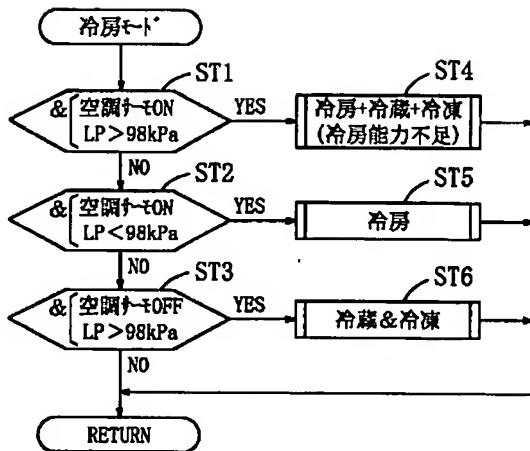 冷房ﾓｰﾄﾞ
ST1
& 空調ｻｰﾓON
LP＞98kPa
YES
ST4
冷房+冷蔵+冷凍
(冷房能力不足)
NO
ST2
& 空調ｻｰﾓON
LP＜98kPa
YES
ST5
冷房
NO
ST3
& 空調ｻｰﾓOFF
LP＞98kPa
YES
ST6
冷蔵&冷凍
NO
RETURN